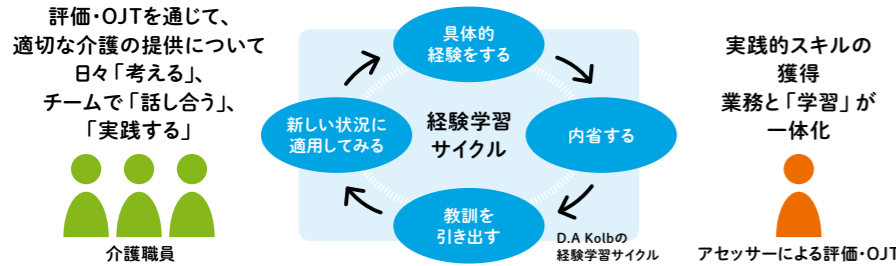 評価・OJTを通じて、
適切な介護の提供について
日々「考える」、
チームで「話し合う」、
「実践する」
介護職員
具体的
経験をする
新しい状況に
適用してみる
経験学習
サイクル
内省する
教訓を
引き出す
D.A Kolbの
経験学習サイクル
実践的スキルの
獲得
業務と「学習」が
一体化
アセッサーによる評価・OJT